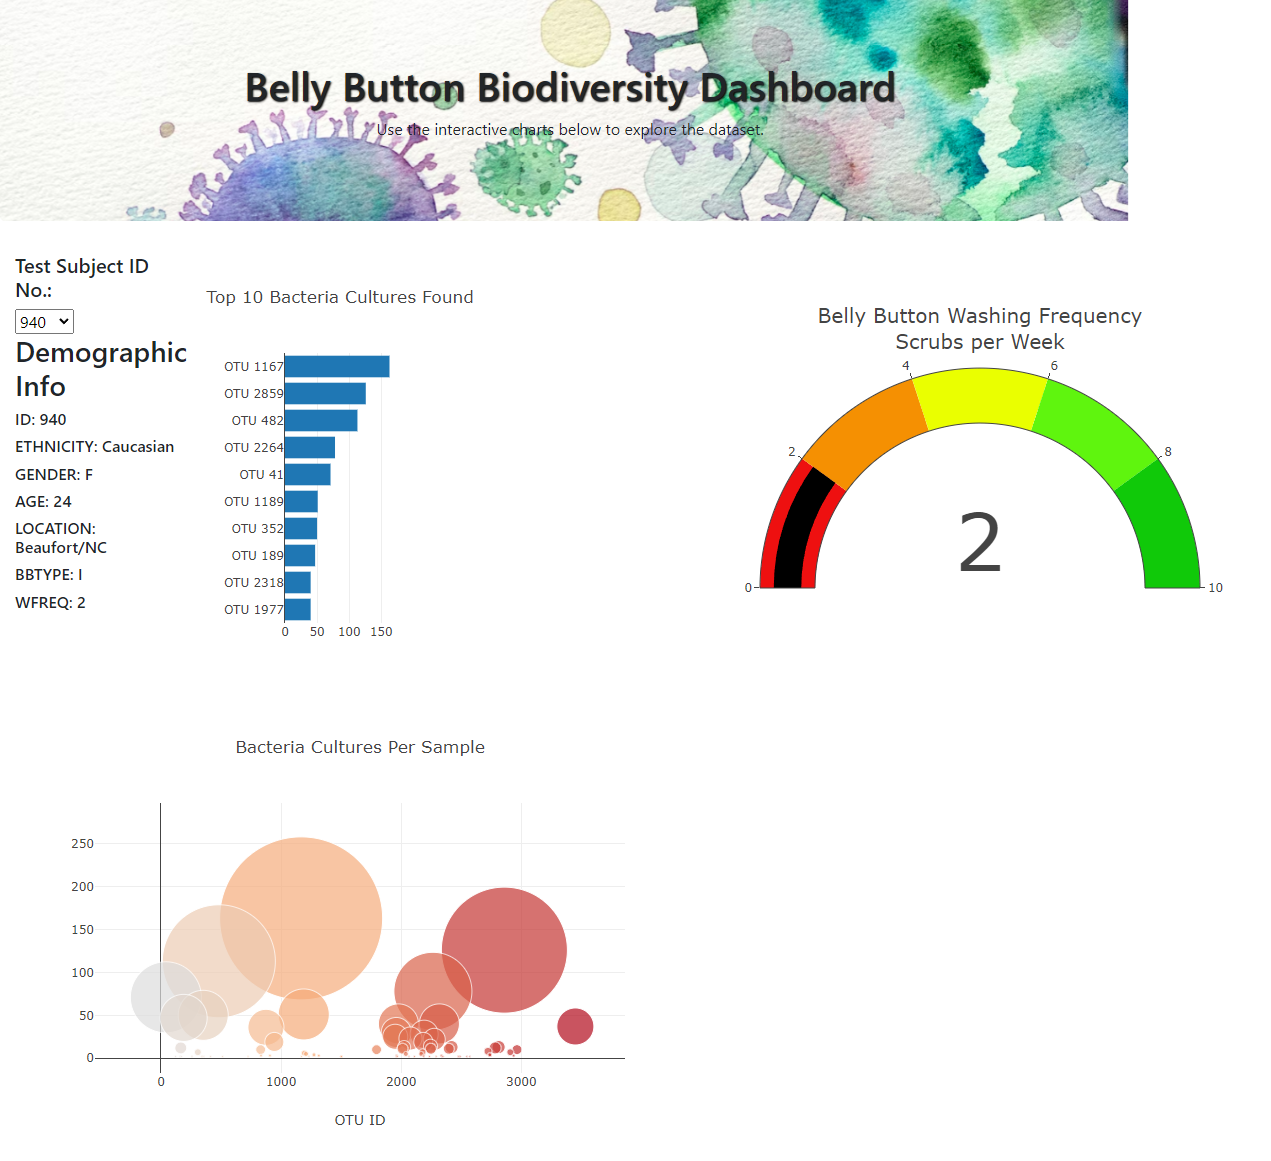 Belly Button Biodiversity Dashboard
Use the interactive charts below to explore the dataset.
Test Subject ID
No.:
940
Demographic
Info
ID: 940
ETHNICITY: Caucasian
GENDER: F
AGE: 24
LOCATION:
Beaufort/NC
BBTYPE: I
WFREQ: 2
Top 10 Bacteria Cultures Found
OTU 1167
OTU 2859
OTU 482
OTU 2264
OTU 41
OTU 1189
OTU 352
OTU 189
OTU 2318
OTU 1977
0 50 100 150
Belly Button Washing Frequency
Scrubs per Week
0
2
4
6
8
10
2
Bacteria Cultures Per Sample
250
200
150
100
50
0
0 1000 2000 3000
OTU ID